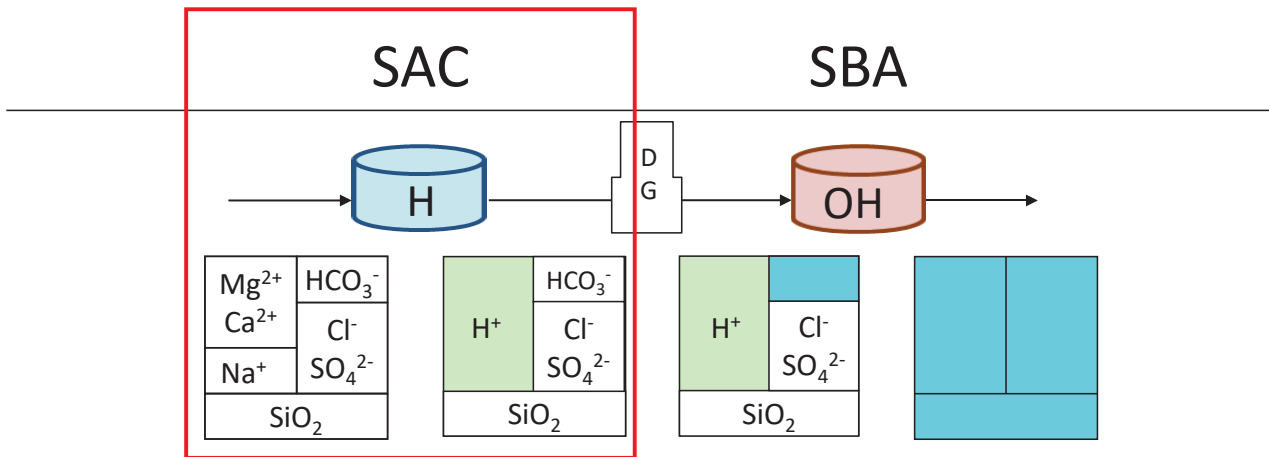 SAC
SBA
H
D
G
OH
Mg²⁺
Ca²⁺
Na⁺
HCO₃⁻
Cl⁻
SO₄²⁻
SiO₂
H⁺
HCO₃⁻
Cl⁻
SO₄²⁻
SiO₂
H⁺
Cl⁻
SO₄²⁻
SiO₂